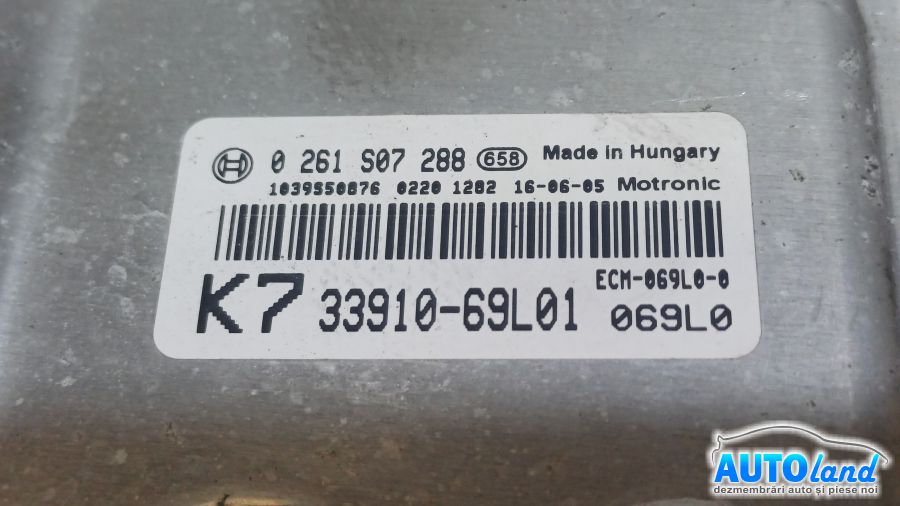 0 261 S07 288 658 Made in Hungary
1039S50876 0220 1282 16-06-05 Motronic
ECM-069L0-0
K7 33910-69L01 069L0
AUTOland
dezmembrări auto și piese noi